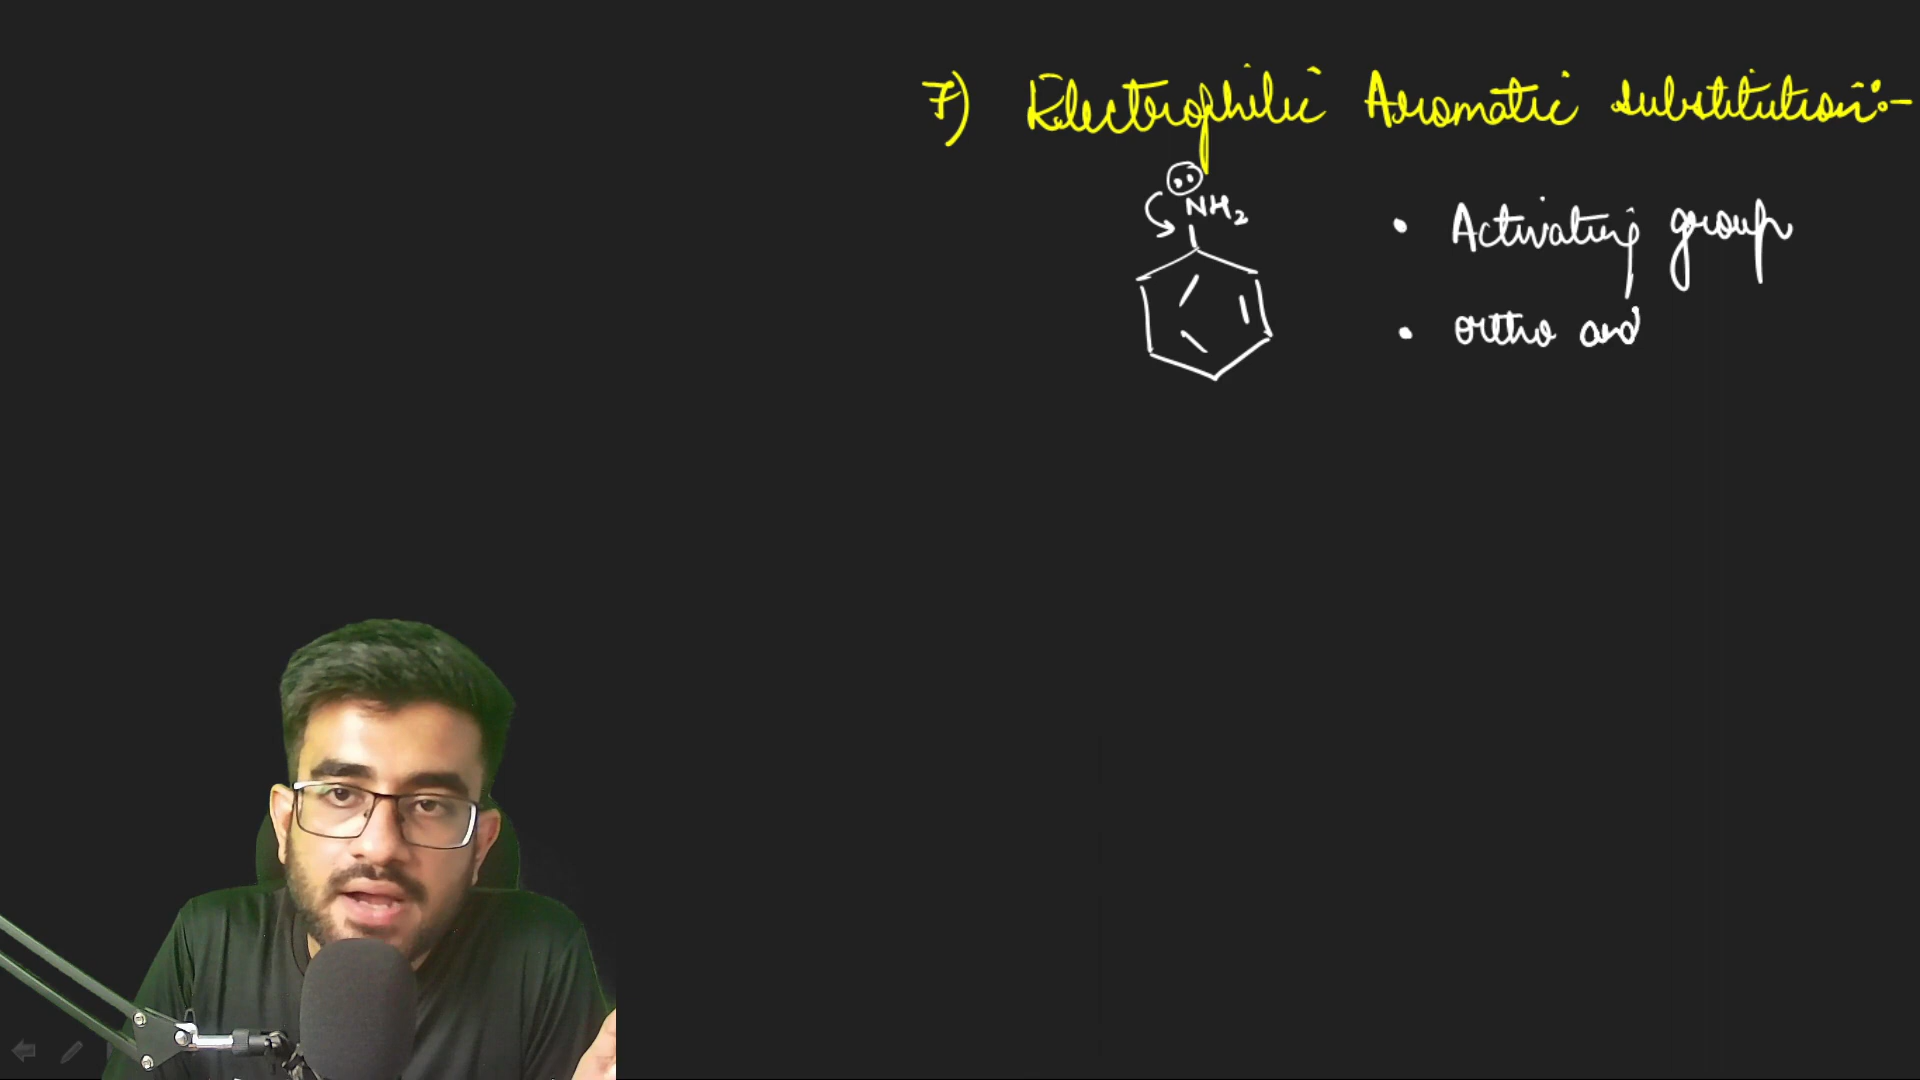 7) Electrophilic Aromatic substitution:-
NH2
• Activating group
• ortho and